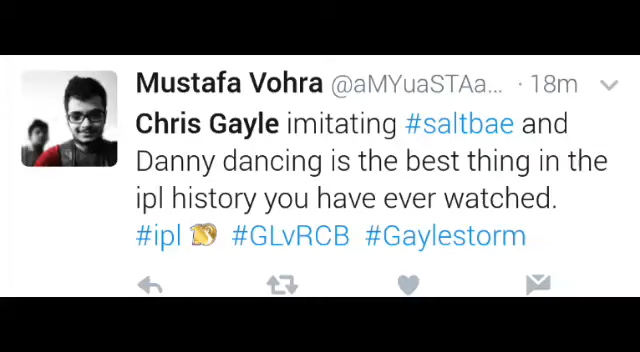 Mustafa Vohra @aMYuaSTAa... · 18m
Chris Gayle imitating #saltbae and
Danny dancing is the best thing in the
ipl history you have ever watched.
#ipl #GLvRCB #Gaylestorm